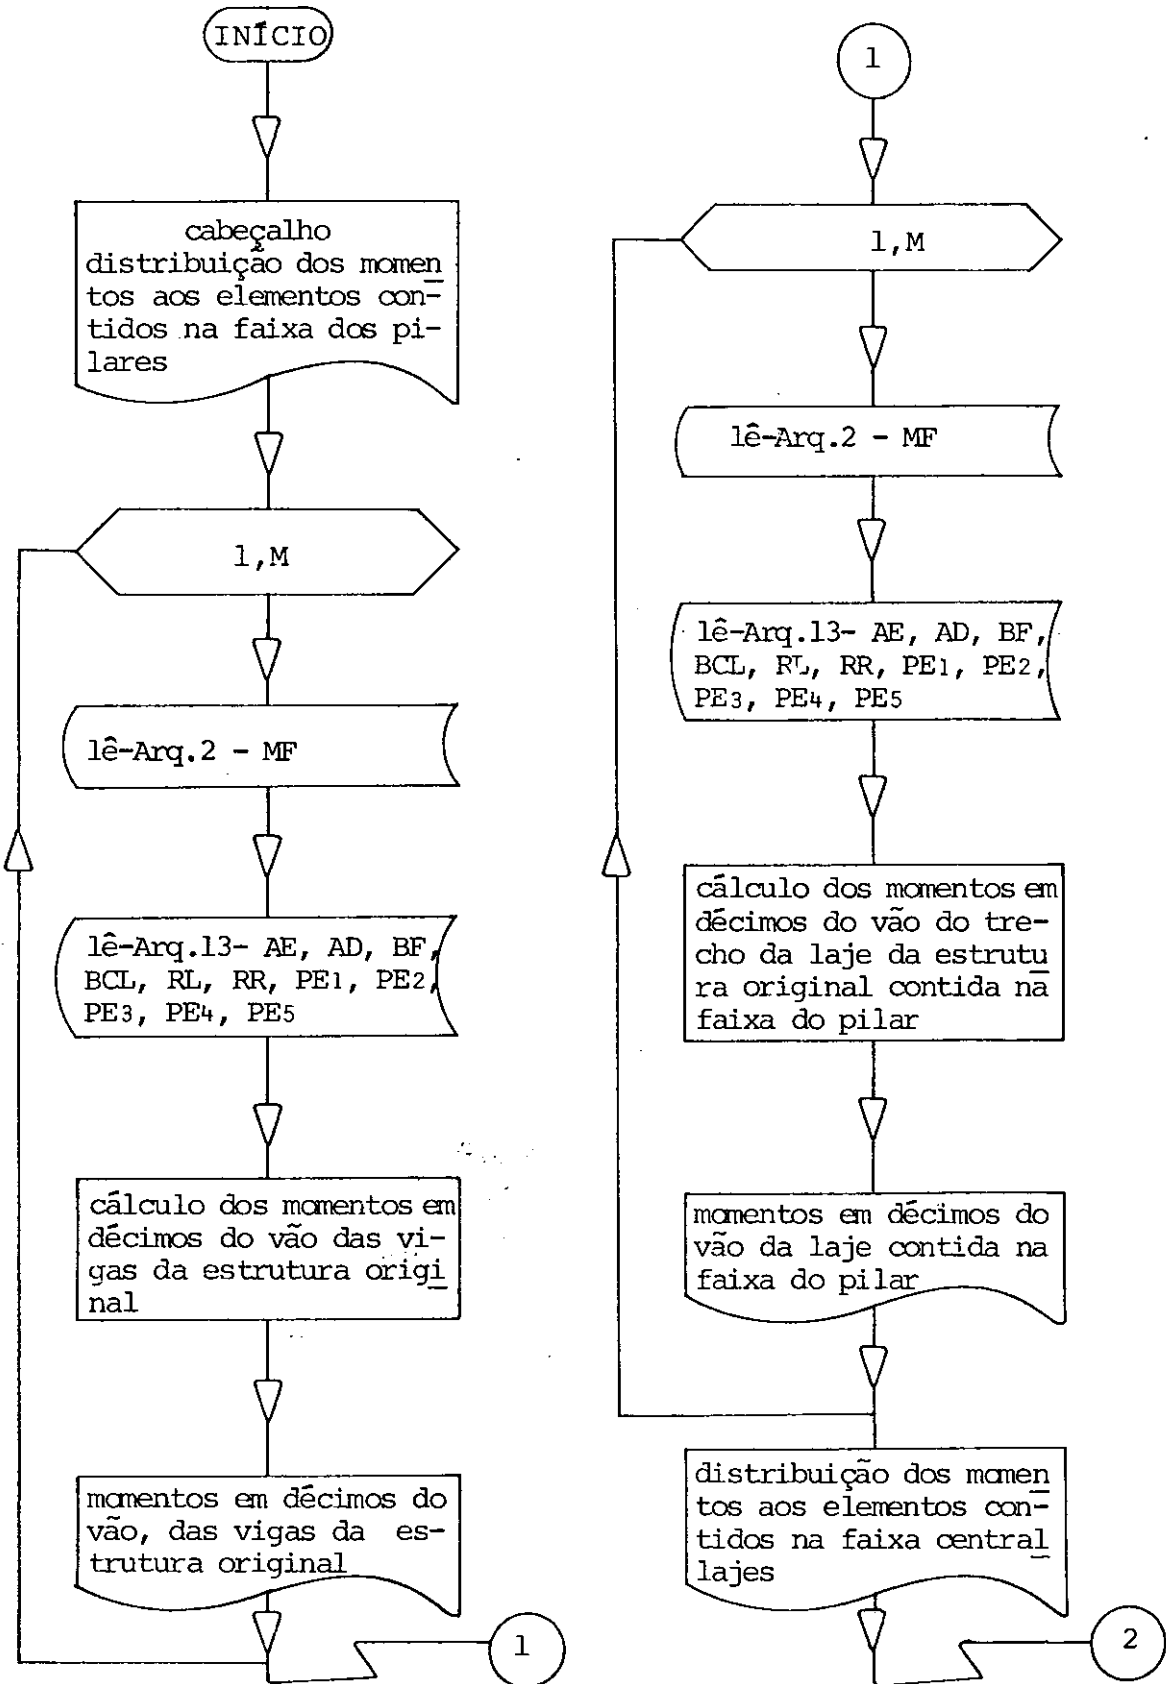 INÍCIO
cabeçalho
distribuição dos momen
tos aos elementos con-
tidos na faixa dos pi-
lares
1,M
lê-Arq.2 - MF
lê-Arq.13- AE, AD, BF,
BCL, RL, RR, PE1, PE2,
PE3, PE4, PE5
cálculo dos momentos em
décimos do vão das vi-
gas da estrutura origi
nal
momentos em décimos do
vão, das vigas da es-
trutura original
1
1
1,M
lê-Arq.2 - MF
lê-Arq.13- AE, AD, BF,
BCL, RL, RR, PE1, PE2,
PE3, PE4, PE5
cálculo dos momentos em
décimos do vão do tre-
cho da laje da estrutu
ra original contida na
faixa do pilar
momentos em décimos do
vão da laje contida na
faixa do pilar
distribuição dos momen
tos aos elementos con-
tidos na faixa central
lajes
2